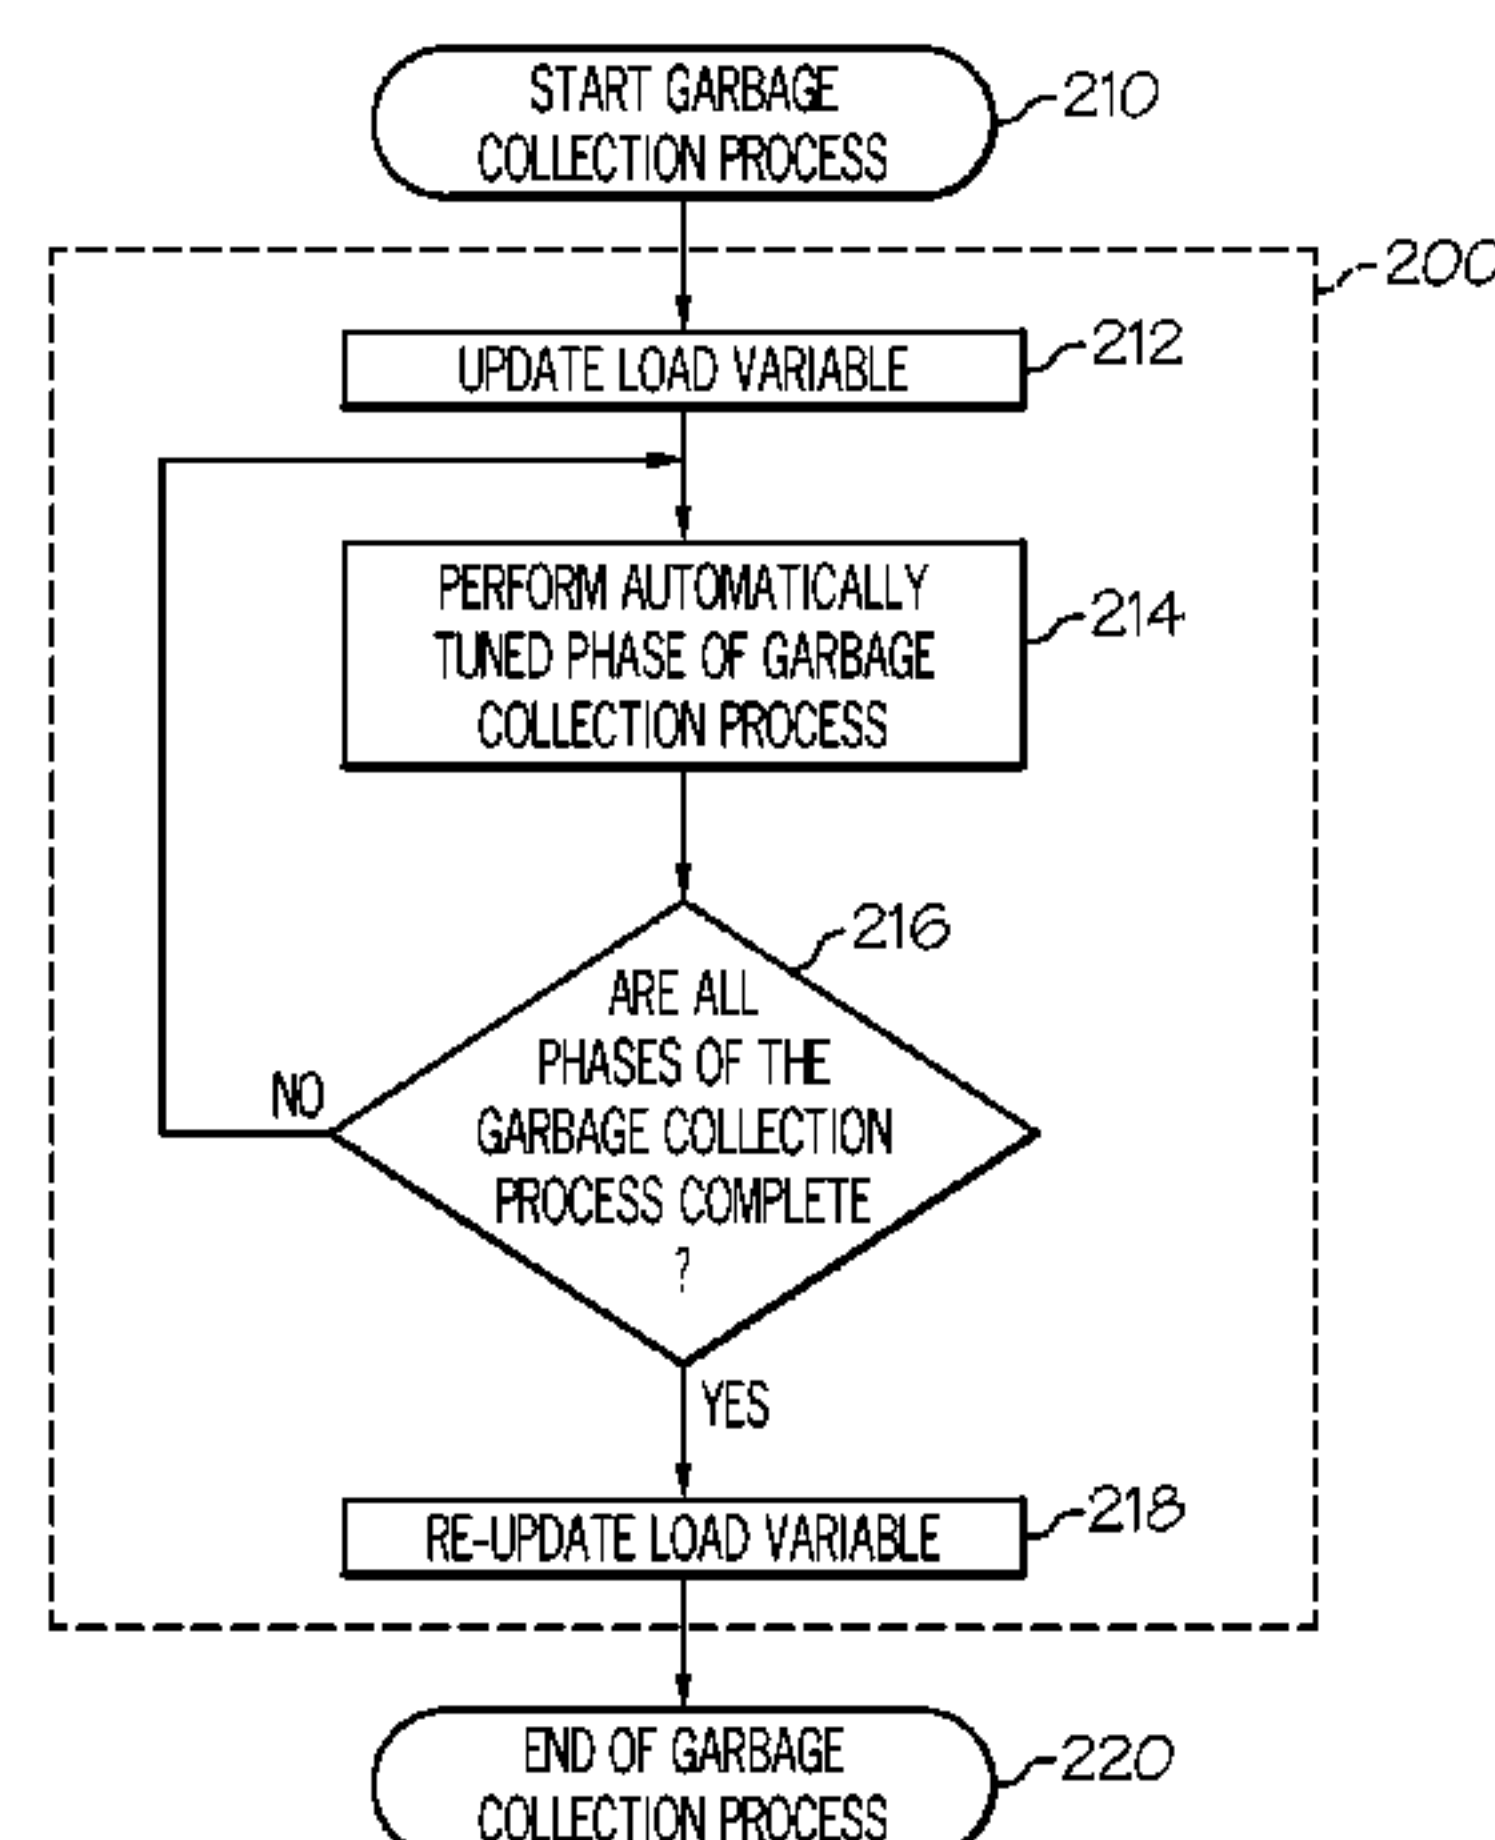 START GARBAGE
COLLECTION PROCESS
210
200
UPDATE LOAD VARIABLE
212
PERFORM AUTOMATICALLY
TUNED PHASE OF GARBAGE
COLLECTION PROCESS
214
216
ARE ALL
PHASES OF THE
GARBAGE COLLECTION
PROCESS COMPLETE
?
NO
YES
RE-UPDATE LOAD VARIABLE
218
END OF GARBAGE
COLLECTION PROCESS
220